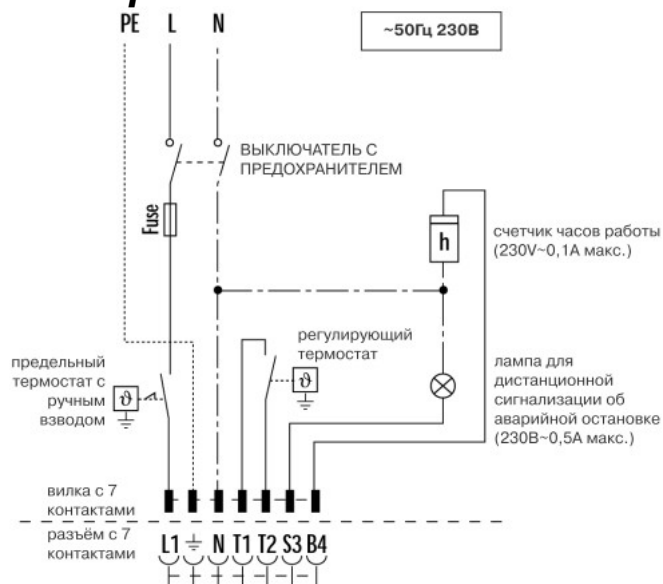 PE L N
~50Гц 230В
ВЫКЛЮЧАТЕЛЬ С
ПРЕДОХРАНИТЕЛЕМ
Fuse
h
счетчик часов работы
(230V~0,1А макс.)
регулирующий
термостат
ϑ
предельный
термостат с
ручным
взводом
ϑ
лампа для
дистанционной
сигнализации об
аварийной остановке
(230В~0,5А макс.)
вилка с 7
контактами
разъём с 7
контактами
L1 N T1 T2 S3 B4